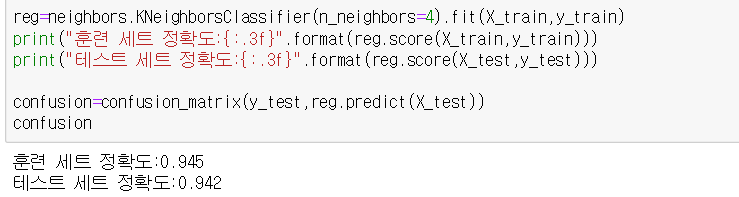 reg=neighbors.KNeighborsClassifier(n_neighbors=4).fit(X_train,y_train)
print("훈련 세트 정확도:{:.3f}".format(reg.score(X_train,y_train)))
print("테스트 세트 정확도:{:.3f}".format(reg.score(X_test,y_test)))
confusion=confusion_matrix(y_test,reg.predict(X_test))
confusion
훈련 세트 정확도:0.945
테스트 세트 정확도:0.942